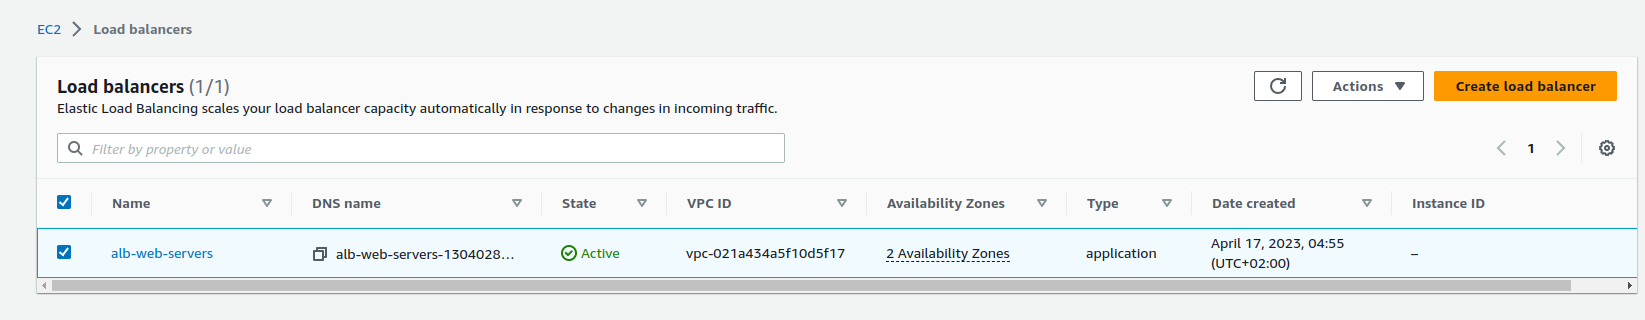 EC2 > Load balancers
Load balancers (1/1)
Elastic Load Balancing scales your load balancer capacity automatically in response to changes in incoming traffic.
Actions
Create load balancer
Filter by property or value
1
Name DNS name State VPC ID Availability Zones Type Date created Instance ID
alb-web-servers alb-web-servers-1304028... Active vpc-021a434a5f10d5f17 2 Availability Zones application April 17, 2023, 04:55 –
(UTC+02:00)